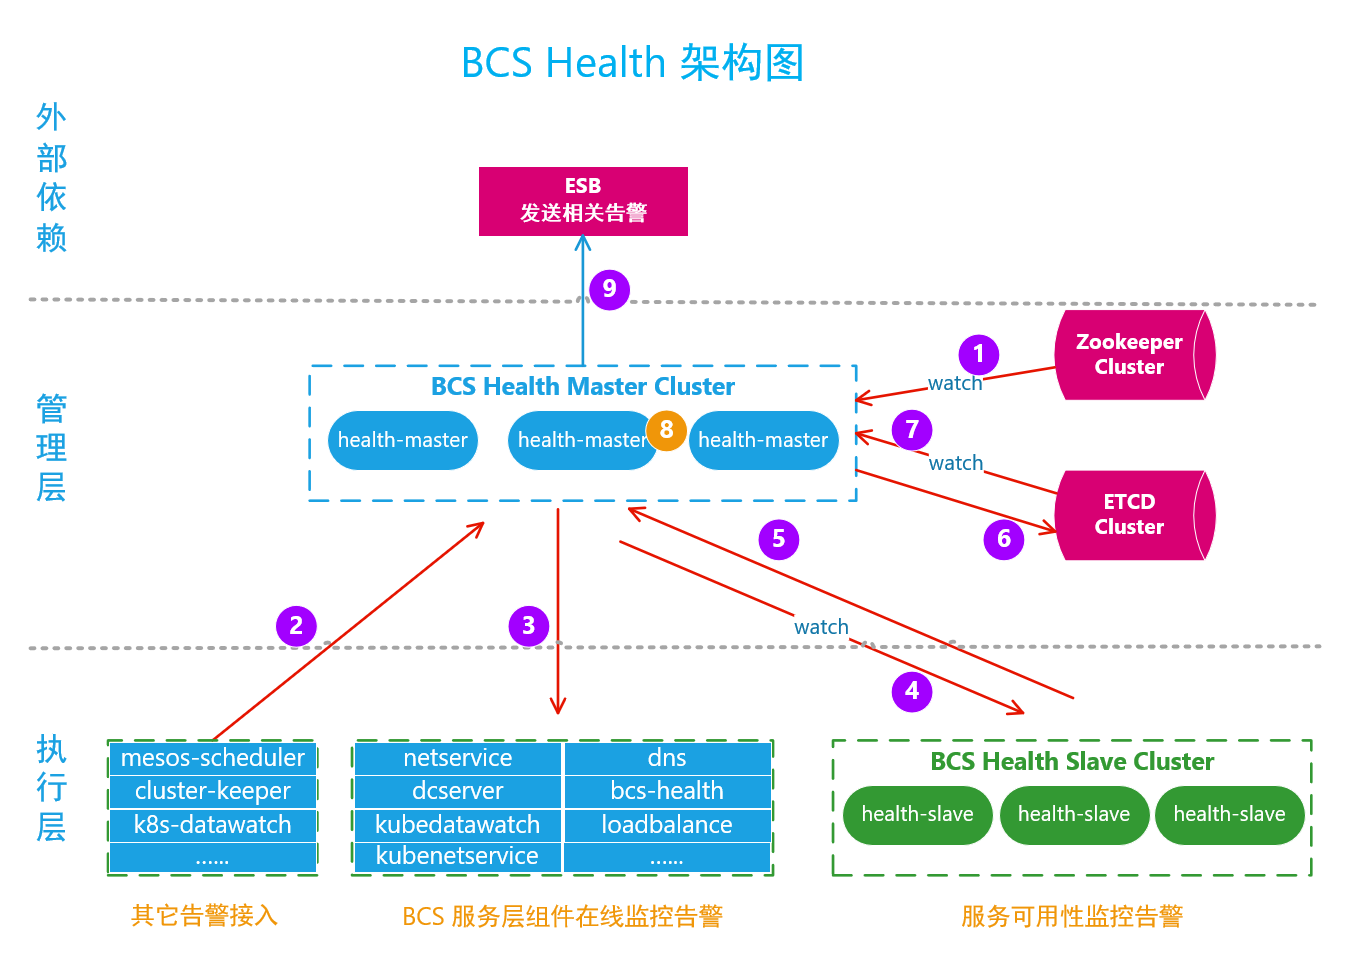 BCS Health 架构图
外部依赖
ESB
发送相关告警
9
管理层
Zookeeper
Cluster
1
watch
BCS Health Master Cluster
health-master
health-master
8
health-master
7
watch
ETCD
Cluster
6
5
2
3
watch
4
执行层
mesos-scheduler
cluster-keeper
k8s-datawatch
......
其它告警接入
netservice
dns
dcserver
bcs-health
kubedatawatch
loadbalance
kubenetservice
......
BCS 服务层组件在线监控告警
BCS Health Slave Cluster
health-slave
health-slave
health-slave
服务可用性监控告警